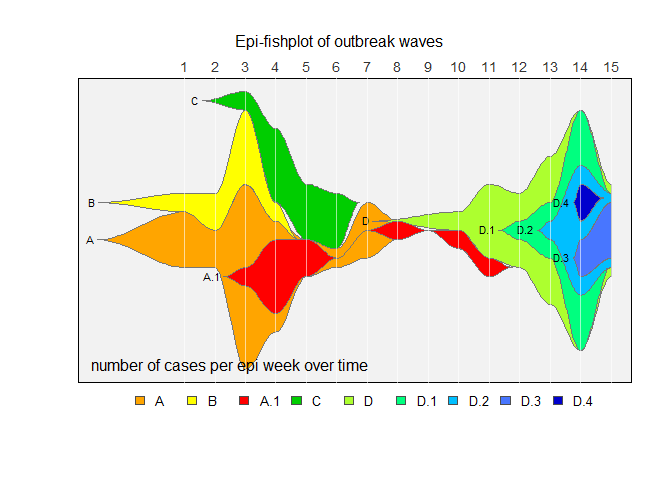 Epi-fishplot of outbreak waves
1 2 3 4 5 6 7 8 9 10 11 12 13 14 15
C
B
D.4
D
D.1 D.2
A
D.3
A.1
number of cases per epi week over time
A B A.1 C D D.1 D.2 D.3 D.4